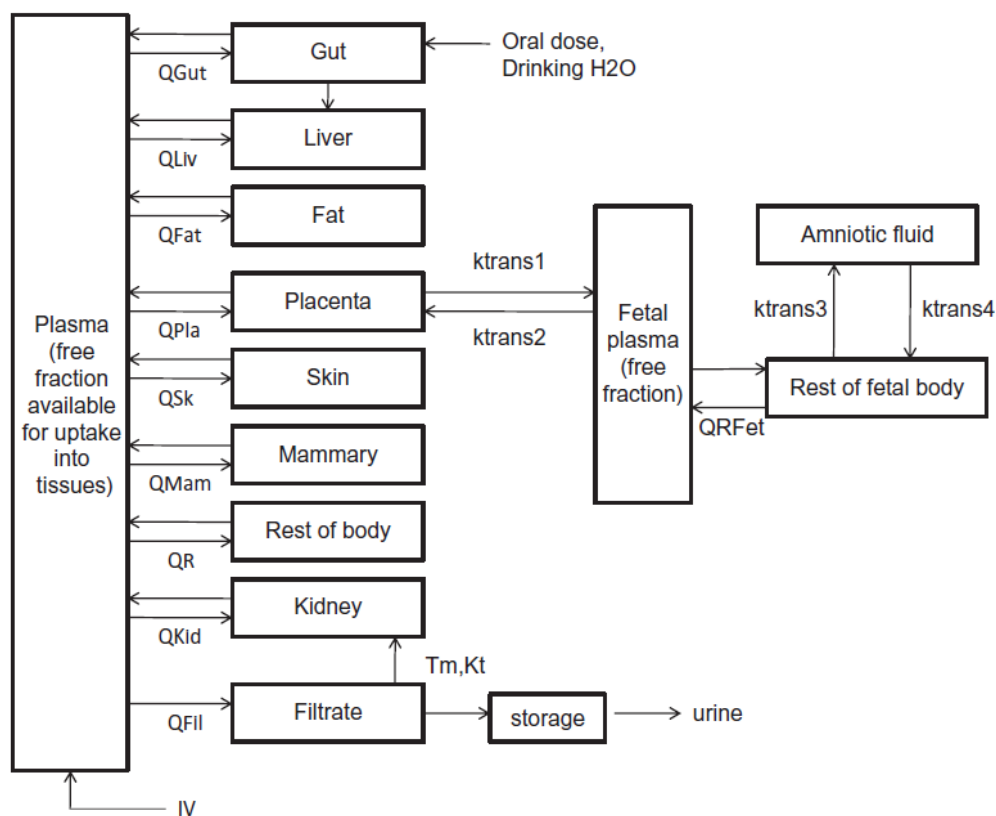 Gut
QGut
Oral dose,
Drinking H2O
Liver
QLiv
Fat
QFat
Placenta
QPla
ktrans1
ktrans2
Skin
QSk
Mammary
QMam
Rest of body
QR
Kidney
QKid
Tm,Kt
Filtrate
QFil
storage
urine
IV
Plasma
(free
fraction
available
for uptake
into
tissues)
Fetal
plasma
(free
fraction)
Amniotic fluid
ktrans3
ktrans4
Rest of fetal body
QRFet